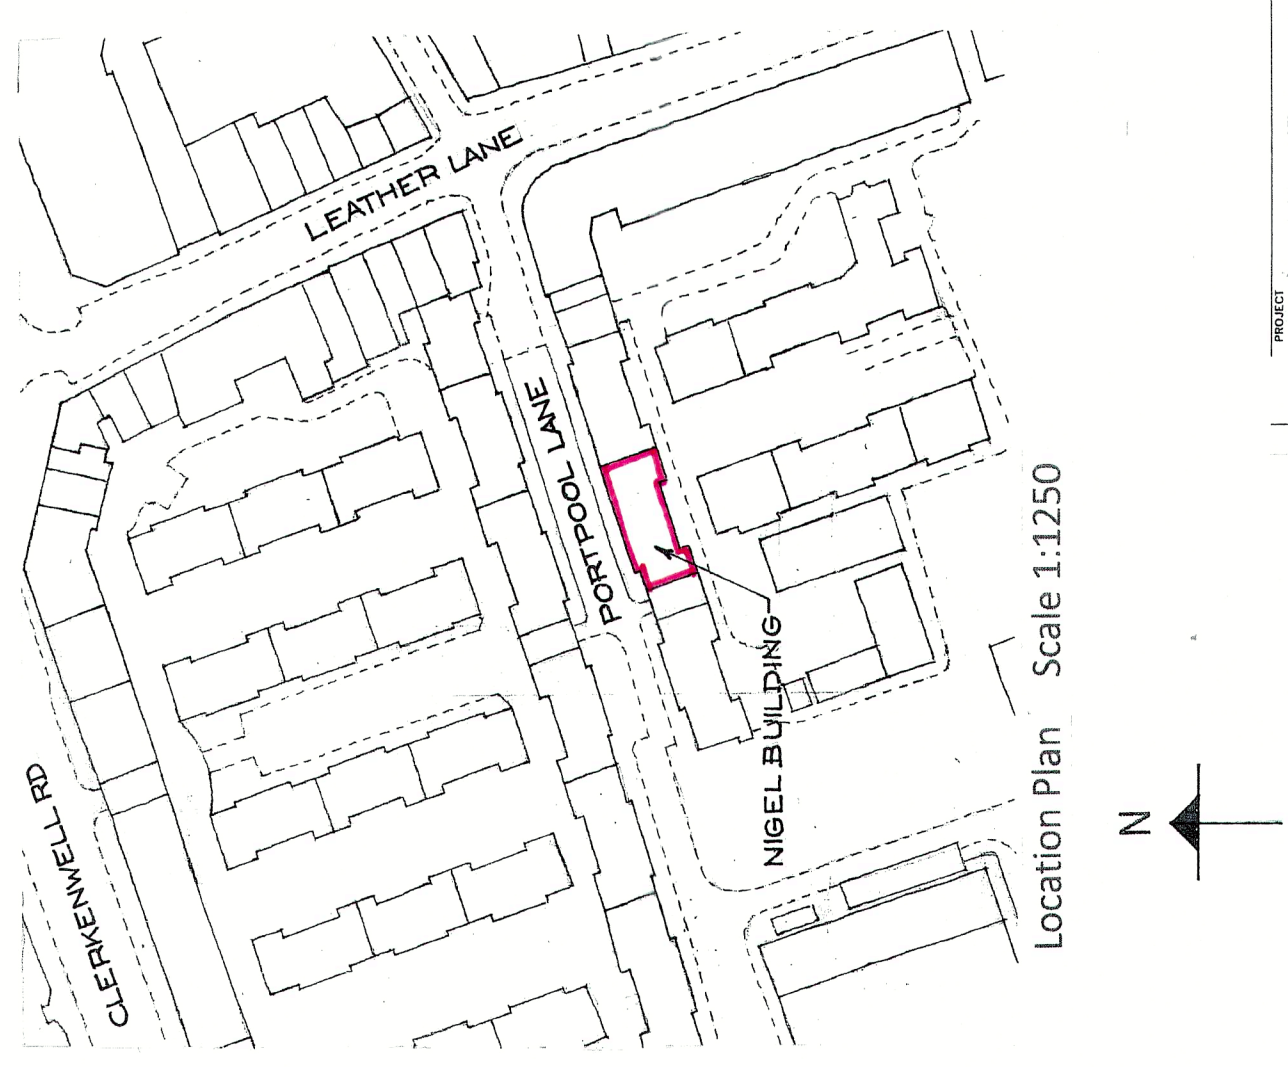 LEATHER LANE
PORTPOOL LANE
CLERKENWELL RD
NIGEL BUILDING
Location Plan Scale 1:1250
N
PROJECT